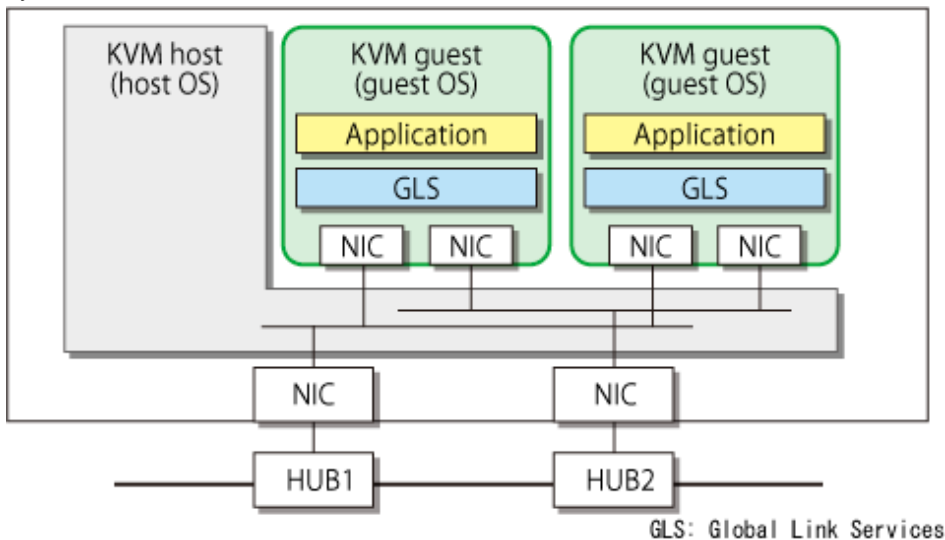 KVM host
(host OS)
KVM guest
(guest OS)
Application
GLS
NIC
NIC
KVM guest
(guest OS)
Application
GLS
NIC
NIC
NIC
NIC
HUB1
HUB2
GLS: Global Link Services